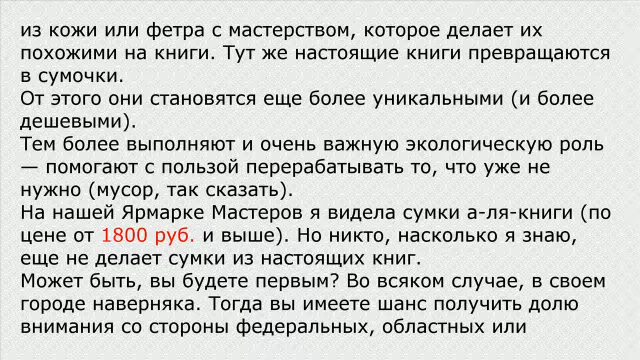 из кожи или фетра с мастерством, которое делает их
похожими на книги. Тут же настоящие книги превращаются
в сумочки.
От этого они становятся еще более уникальными (и более
дешевыми).
Тем более выполняют и очень важную экологическую роль
— помогают с пользой перерабатывать то, что уже не
нужно (мусор, так сказать).
На нашей Ярмарке Мастеров я видела сумки а-ля-книги (по
цене от 1800 руб. и выше). Но никто, насколько я знаю,
еще не делает сумки из настоящих книг.
Может быть, вы будете первым? Во всяком случае, в своем
городе наверняка. Тогда вы имеете шанс получить долю
внимания со стороны федеральных, областных или